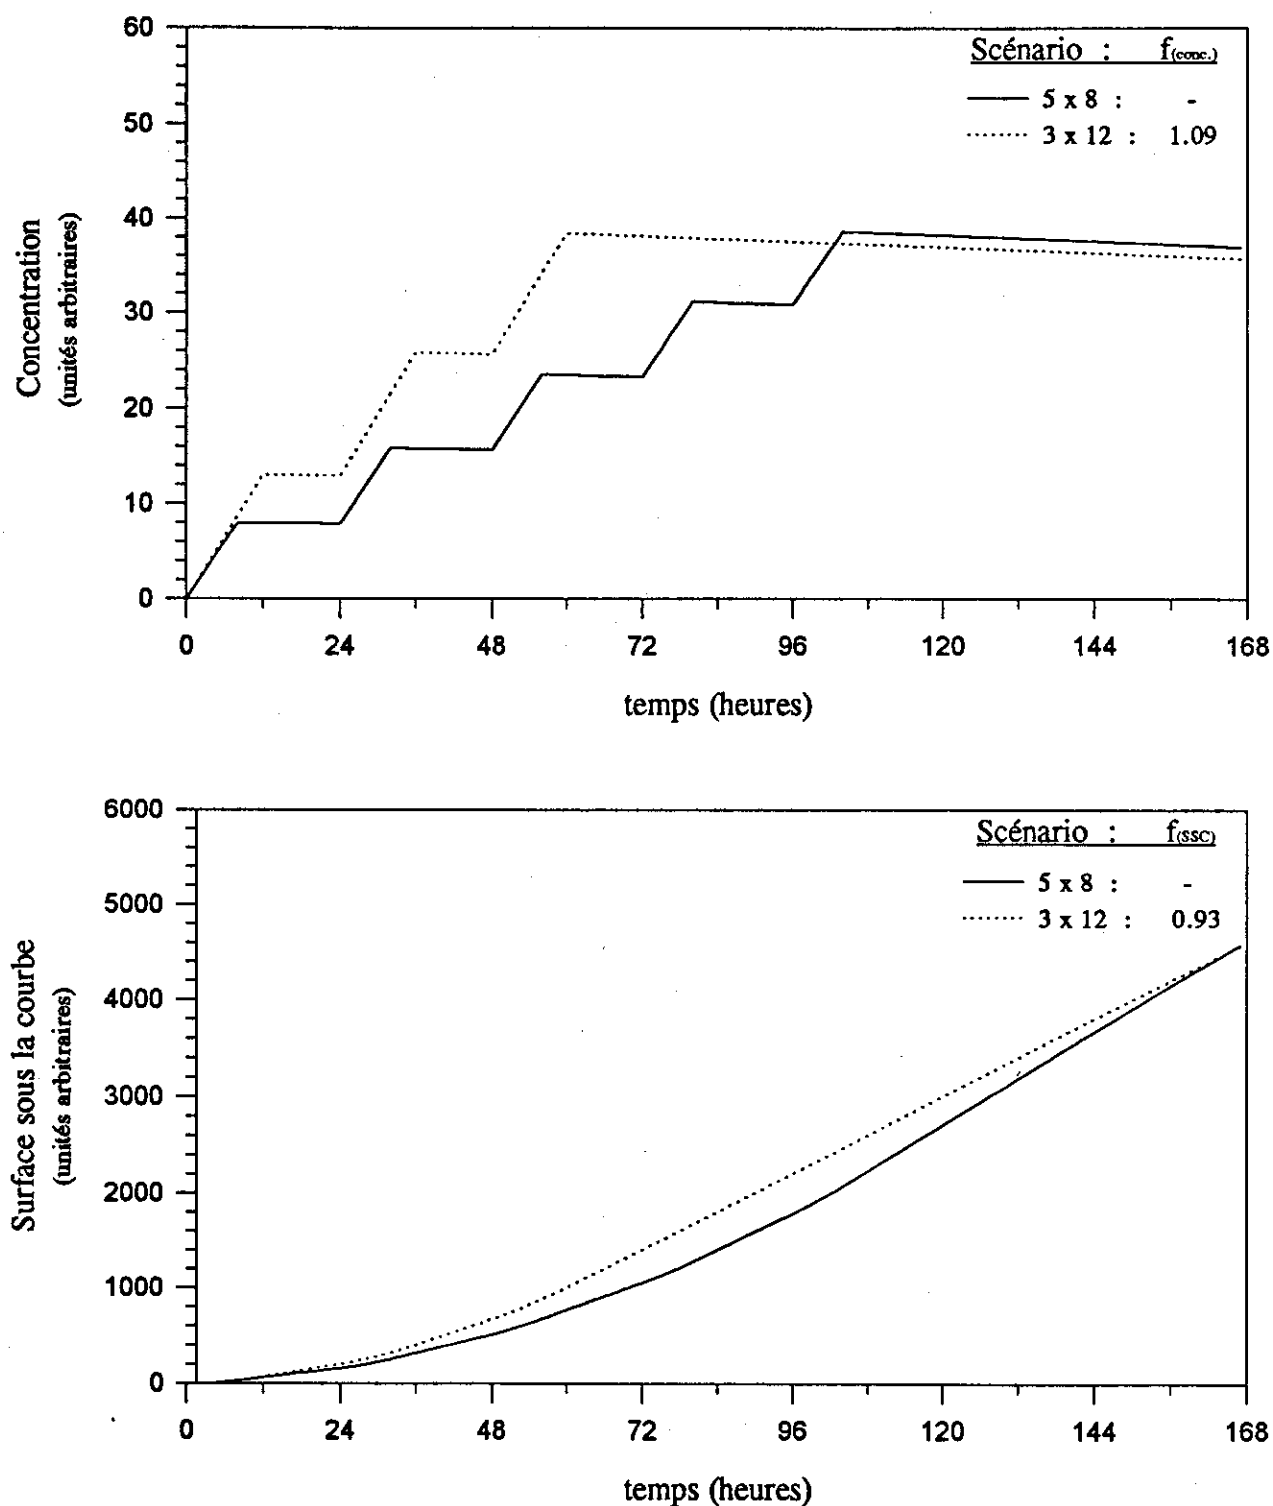 60
50
40
30
20
10
0
Concentration
(unités arbitraires)
Scénario : f(conc.)
5 x 8 : -
3 x 12 : 1.09
0 24 48 72 96 120 144 168
temps (heures)
6000
5000
4000
3000
2000
1000
0
Surface sous la courbe
(unités arbitraires)
Scénario : f(SSC)
5 x 8 : -
3 x 12 : 0.93
0 24 48 72 96 120 144 168
temps (heures)